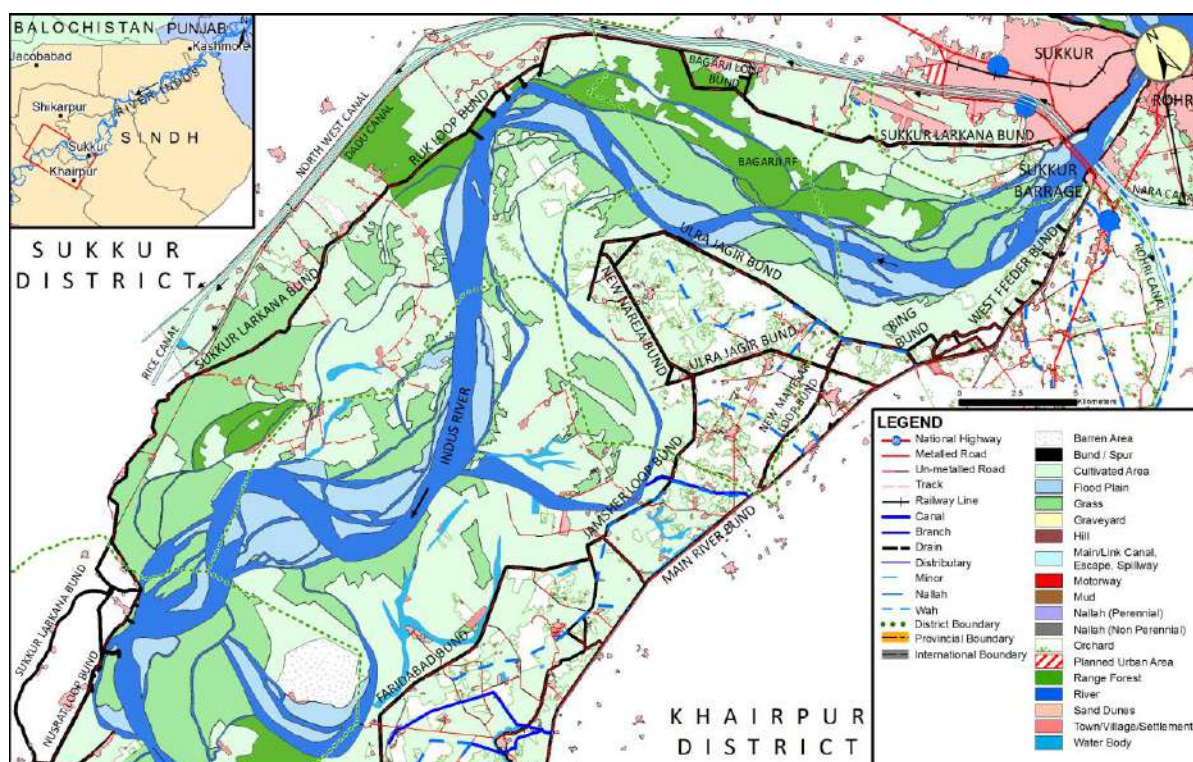 BALOCHISTAN
PUNJAB
Jacobabad
Kashmore
N
Shikarpur
RIVER INDUS
SINDH
Sukkur
Khairpur
SUKKUR
DISTRICT
NORTH WEST CANAL
DADU CANAL
RICE CANAL
RUK LOOP BUND
SUKKUR LARKANA BUND
BAGARJI LOOP
BUND
SUKKUR LARKANA BUND
BAGARJI RF
SUKKUR
N
ROHRI
SUKKUR
BARRAGE
NARA CANAL
ROHRI CANAL
ULRA JAGIR BUND
NEW NAREJA BUND
ULRA JAGIR BUND
BING
BUND
WEST FEEDER BUND
LOOP BUND
INDUS RIVER
JAMSHER LOOP BUND
MAIN RIVER BUND
FARIDABAD BUND
SUKKUR LARKANA BUND
NUSRAT LOOP BUND
KHAIRPUR
DISTRICT
0 2.5 5
Kilometers
LEGEND
National Highway
Metalled Road
Un-metalled Road
Track
Railway Line
Canal
Branch
Drain
Distributary
Minor
Nallah
Wah
District Boundary
Provincial Boundary
International Boundary
Barren Area
Bund / Spur
Cultivated Area
Flood Plain
Grass
Graveyard
Hill
Main/Link Canal,
Escape, Spillway
Motorway
Mud
Nallah (Perennial)
Nallah (Non Perennial)
Orchard
Planned Urban Area
Range Forest
River
Sand Dunes
Town/Village/Settlement
Water Body